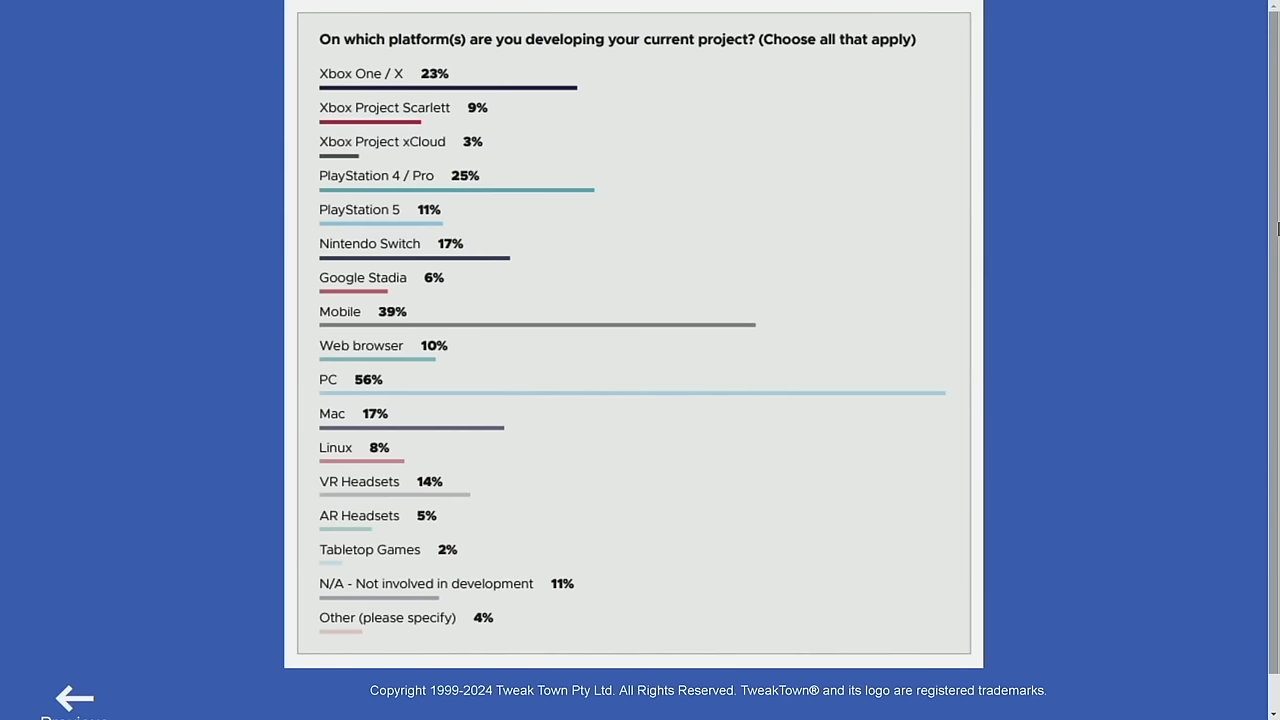 On which platform(s) are you developing your current project? (Choose all that apply)
Xbox One / X 23%
Xbox Project Scarlett 9%
Xbox Project xCloud 3%
PlayStation 4 / Pro 25%
PlayStation 5 11%
Nintendo Switch 17%
Google Stadia 6%
Mobile 39%
Web browser 10%
PC 56%
Mac 17%
Linux 8%
VR Headsets 14%
AR Headsets 5%
Tabletop Games 2%
N/A - Not involved in development 11%
Other (please specify) 4%
Copyright 1999-2024 Tweak Town Pty Ltd. All Rights Reserved. TweakTown® and its logo are registered trademarks.
Previous